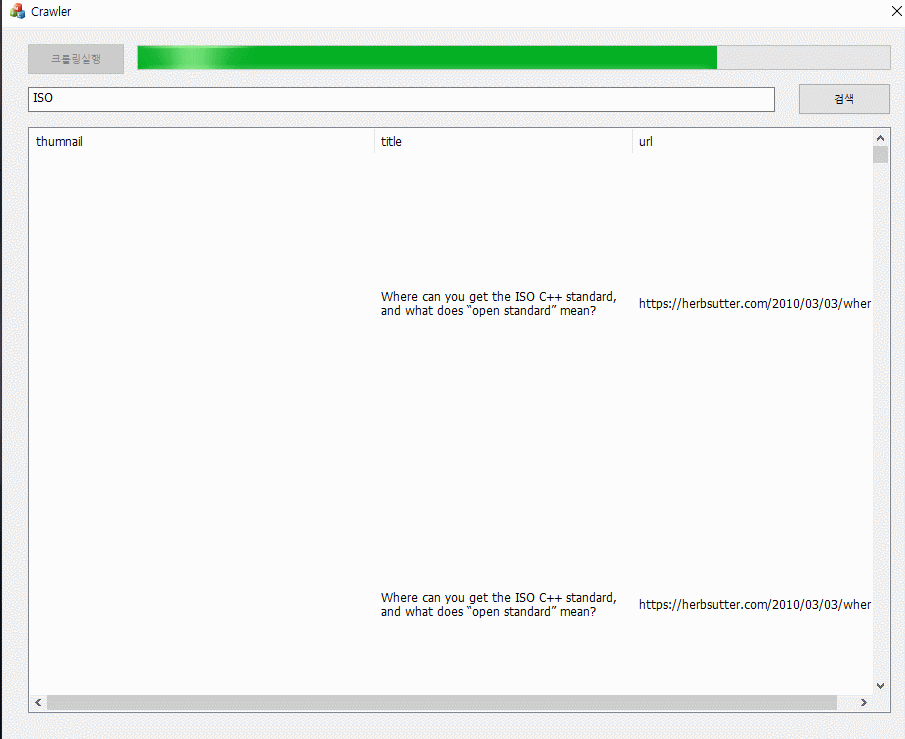 Crawler
크롤링실행
ISO
검색
thumnail title url
Where can you get the ISO C++ standard,
and what does “open standard” mean?
https://herbsutter.com/2010/03/03/wher
Where can you get the ISO C++ standard,
and what does “open standard” mean?
https://herbsutter.com/2010/03/03/wher